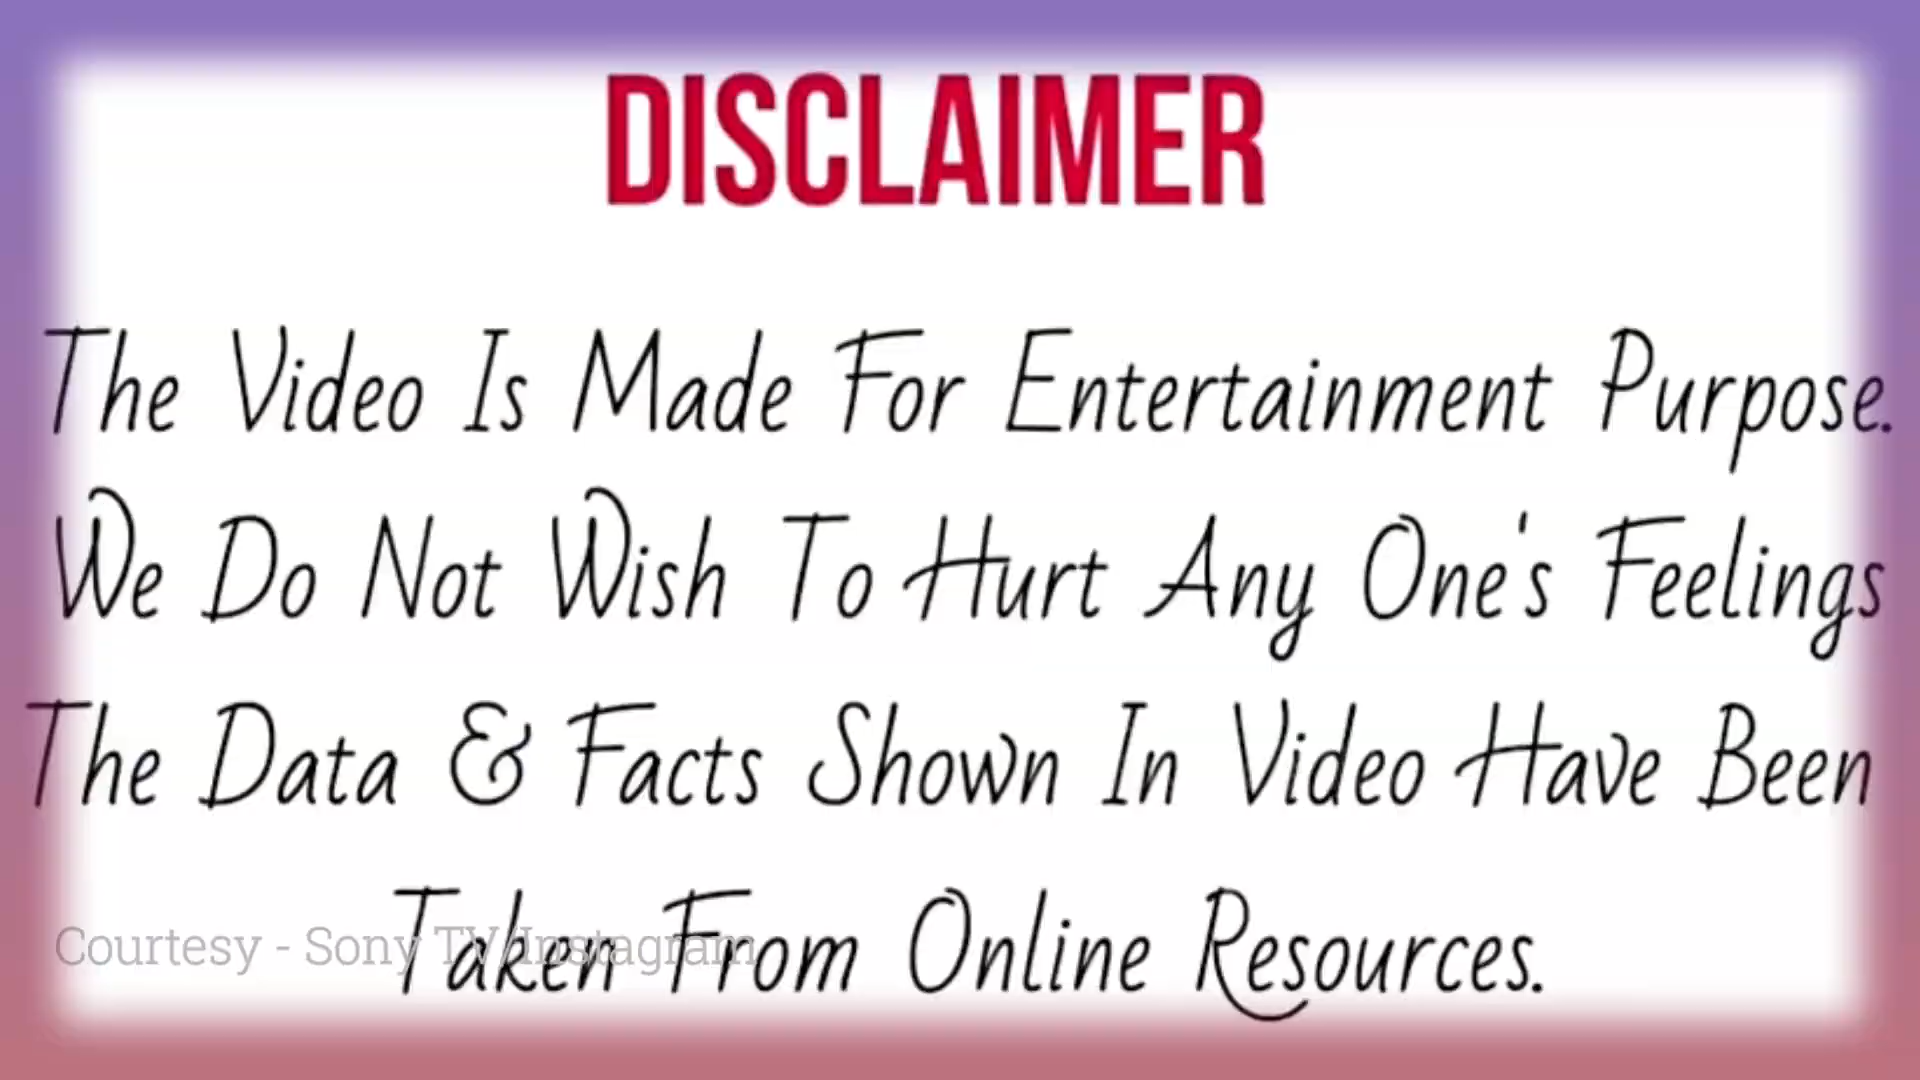 DISCLAIMER
The Video Is Made For Entertainment Purpose.
We Do Not Wish To Hurt Any One's Feelings
The Data & Facts Shown In Video Have Been
Taken From Online Resources.
Courtesy - Sony TV/Instagram